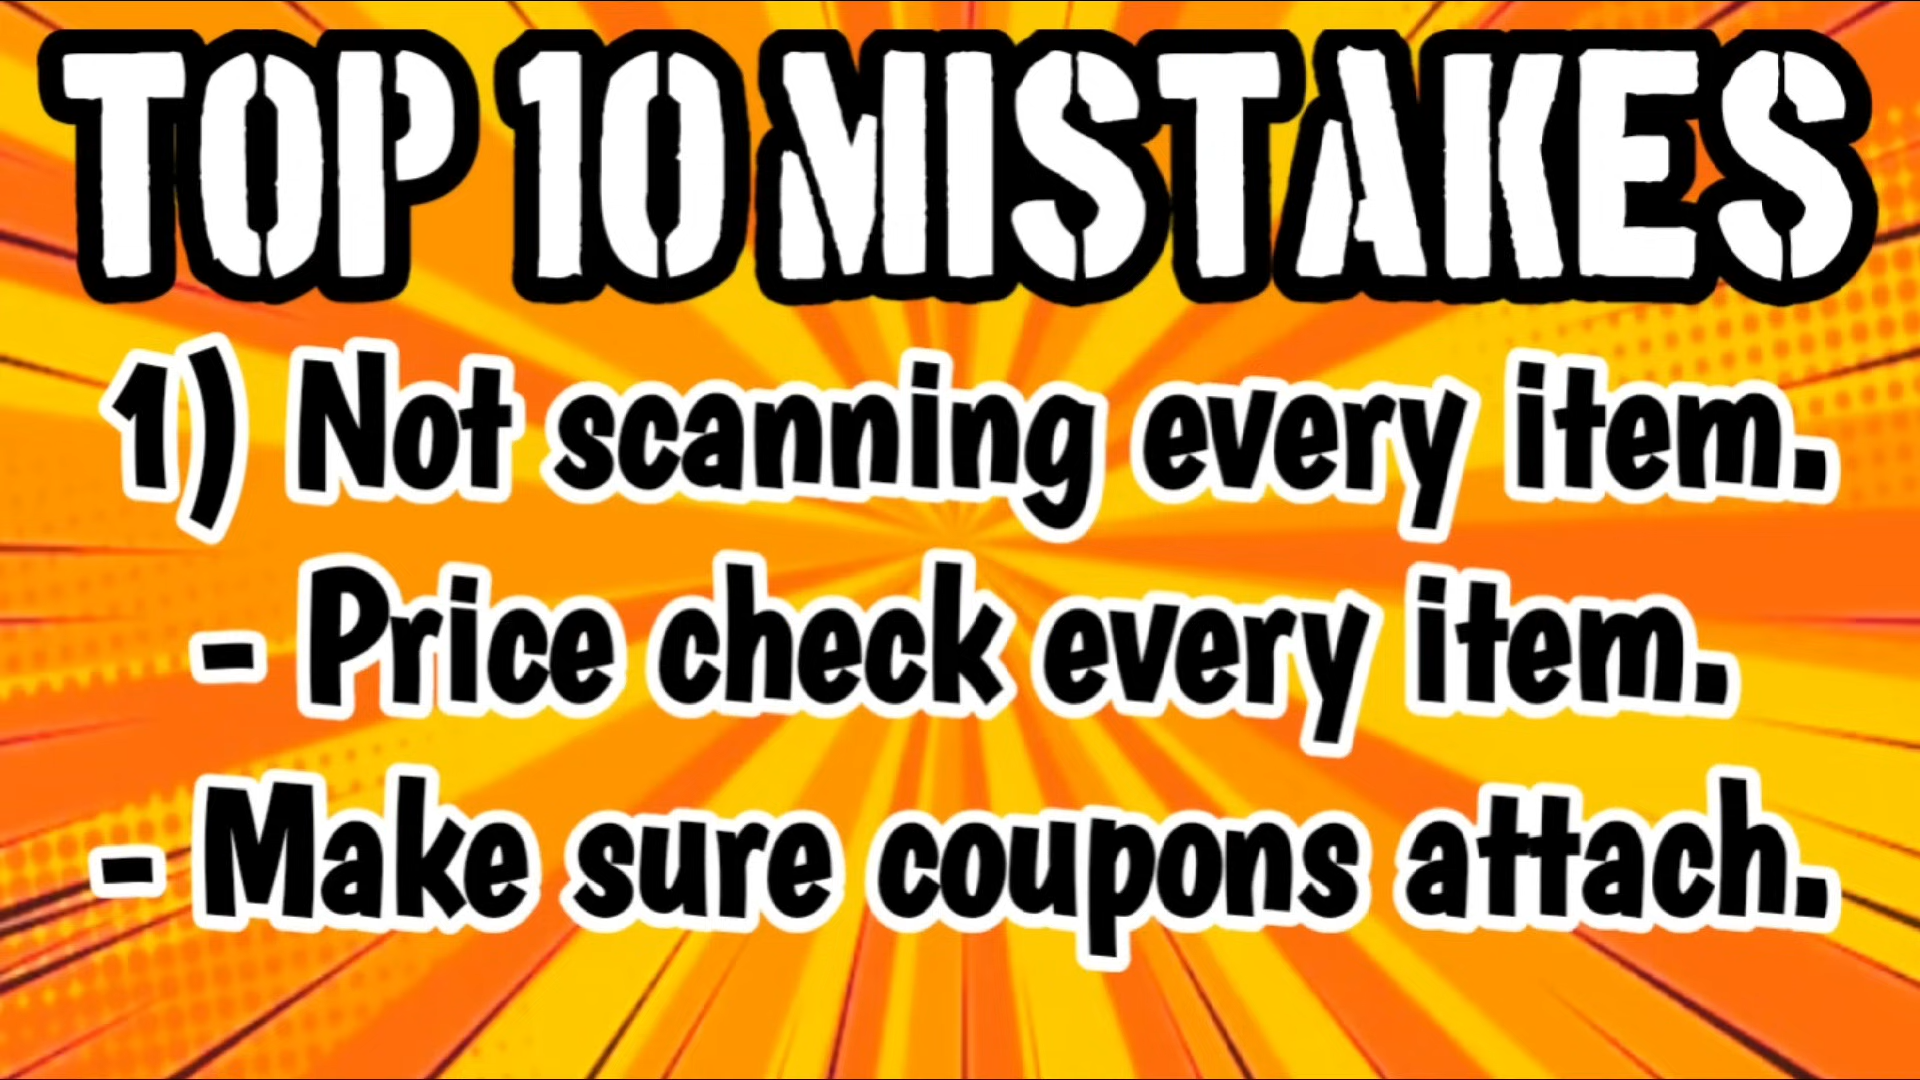 TOP 10 MISTAKES
1) Not scanning every item.
- Price check every item.
- Make sure coupons attach.